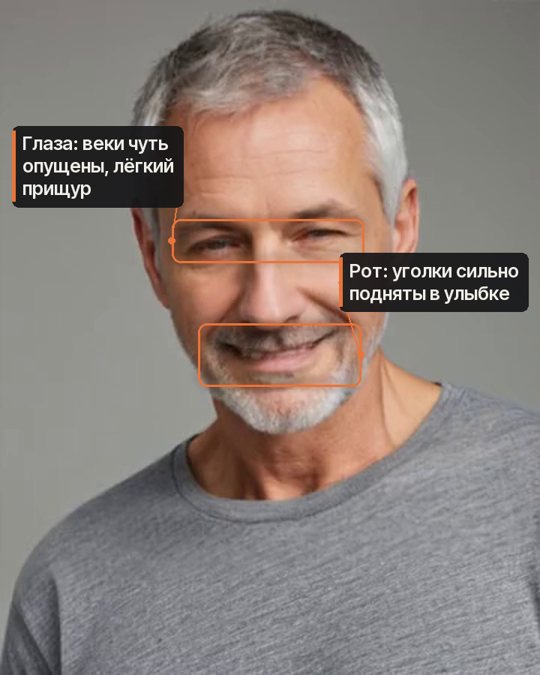 Глаза: веки чуть
опущены, лёгкий
прищур
Рот: уголки сильно
подняты в улыбке